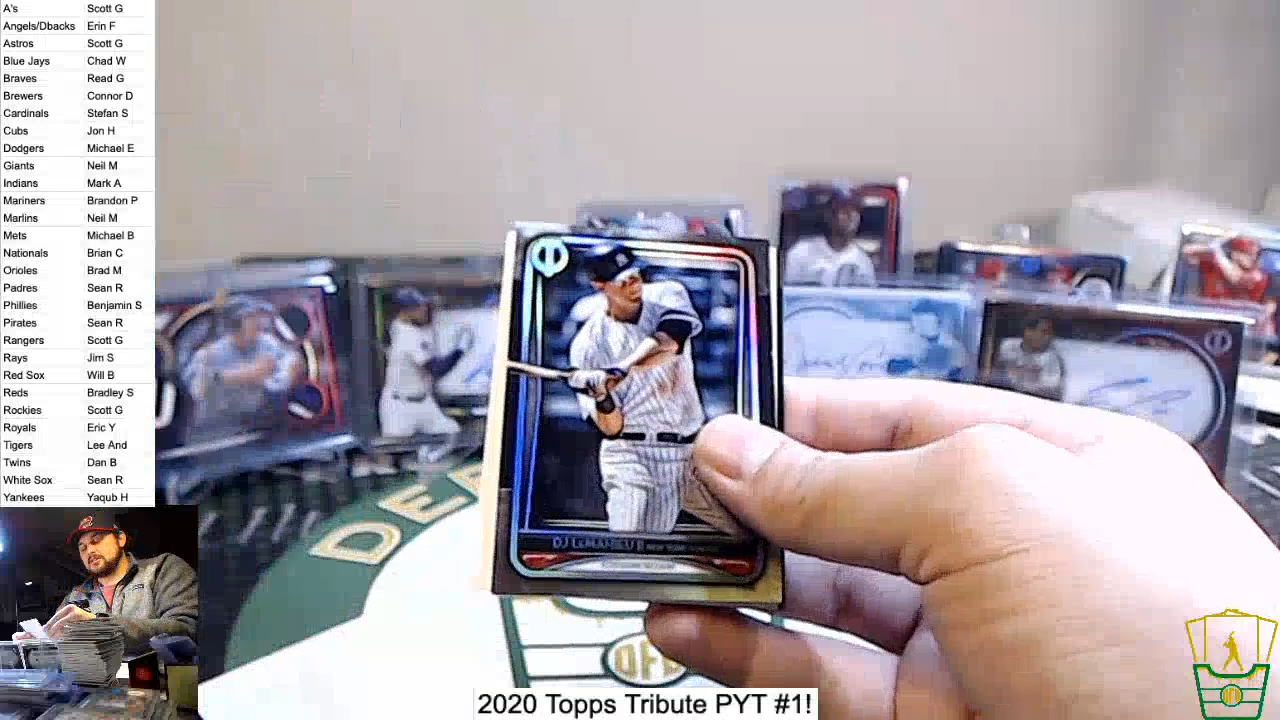 A's Scott G
Angels/Dbacks Erin F
Astros Scott G
Blue Jays Chad W
Braves Read G
Brewers Connor D
Cardinals Stefan S
Cubs Jon H
Dodgers Michael E
Giants Neil M
Indians Mark A
Mariners Brandon P
Marlins Neil M
Mets Michael B
Nationals Brian C
Orioles Brad M
Padres Sean R
Phillies Benjamin S
Pirates Sean R
Rangers Scott G
Rays Jim S
Red Sox Will B
Reds Bradley S
Rockies Scott G
Royals Eric Y
Tigers Lee And
Twins Dan B
White Sox Sean R
Yankees Yaqub H
DJ LEMAHIEU
2020 Topps Tribute PYT #1!